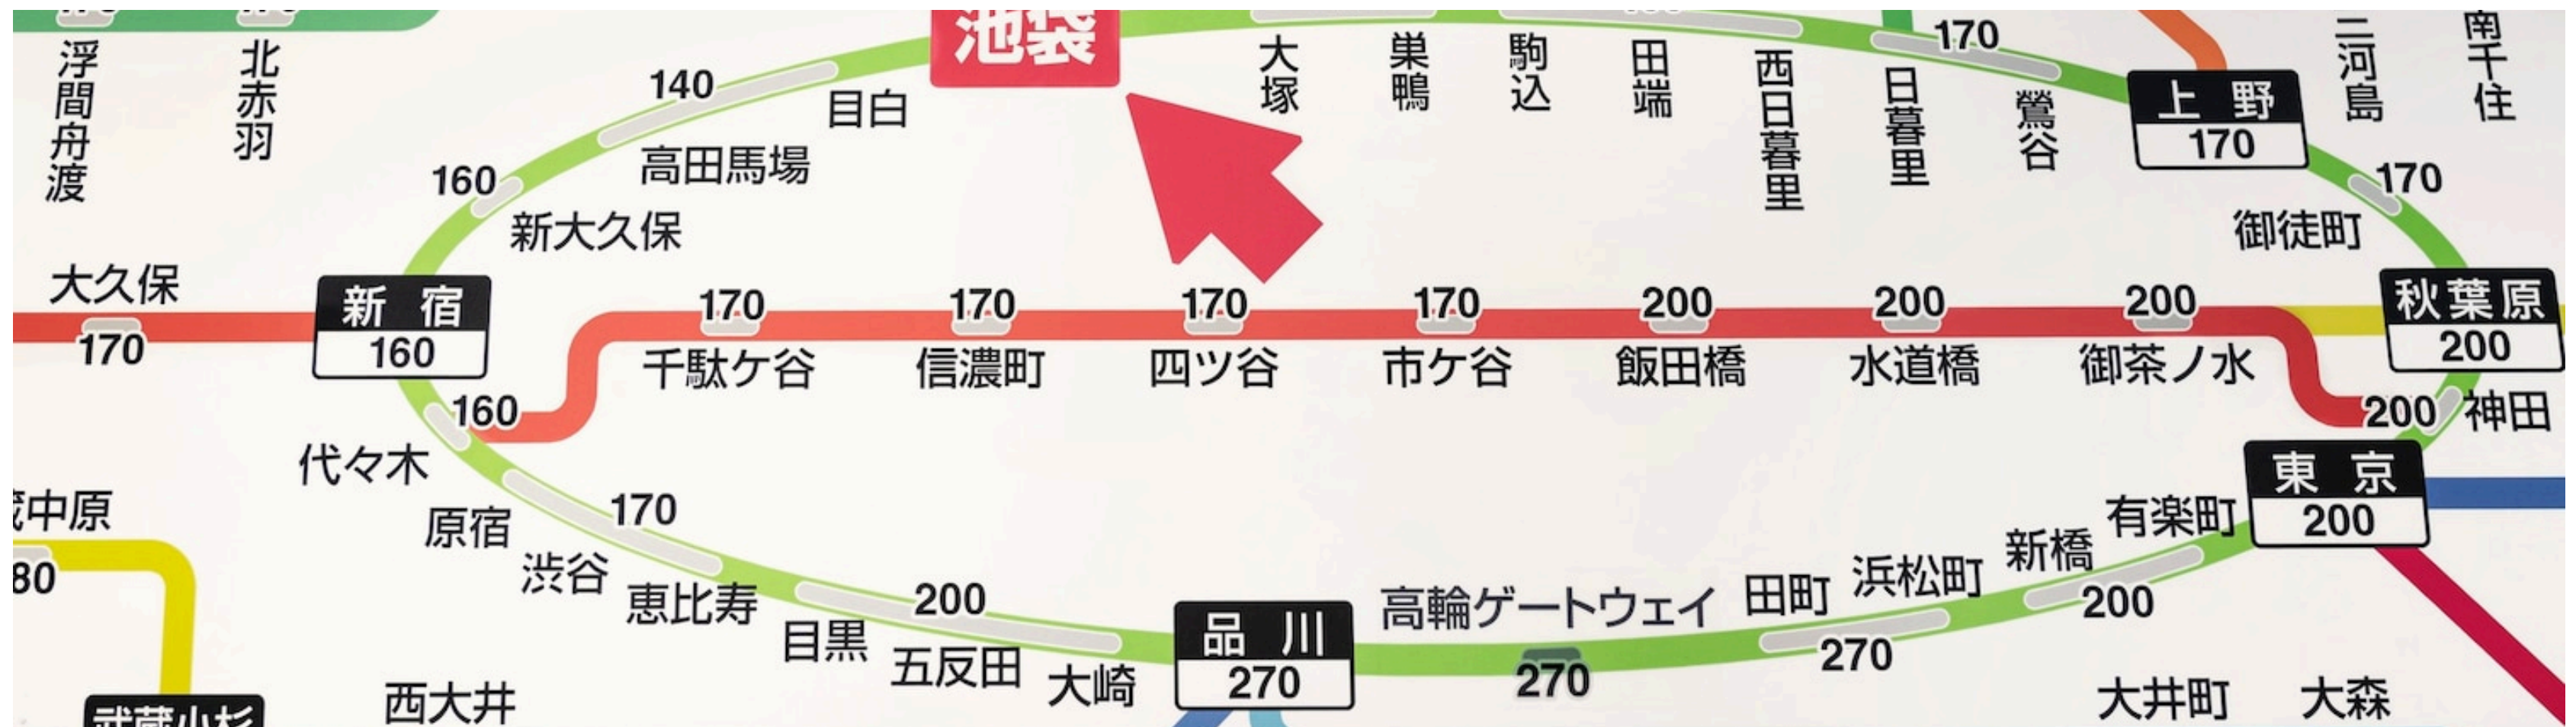 浮間舟渡
北赤羽
池袋
大塚
巣鴨
駒込
田端
西日暮里
170
日暮里
鶯谷
上野
170
三河島
南千住
140
目白
高田馬場
160
新大久保
170
御徒町
大久保
170
新宿
160
170
千駄ケ谷
170
信濃町
170
四ツ谷
170
市ケ谷
200
飯田橋
200
水道橋
200
御茶ノ水
秋葉原
200
200
神田
160
代々木
東京
200
中原
80
原宿
渋谷
恵比寿
170
目黒
五反田
大崎
200
品川
270
高輪ゲートウェイ
270
田町
浜松町
270
新橋
有楽町
200
武蔵小杉
西大井
大井町
大森